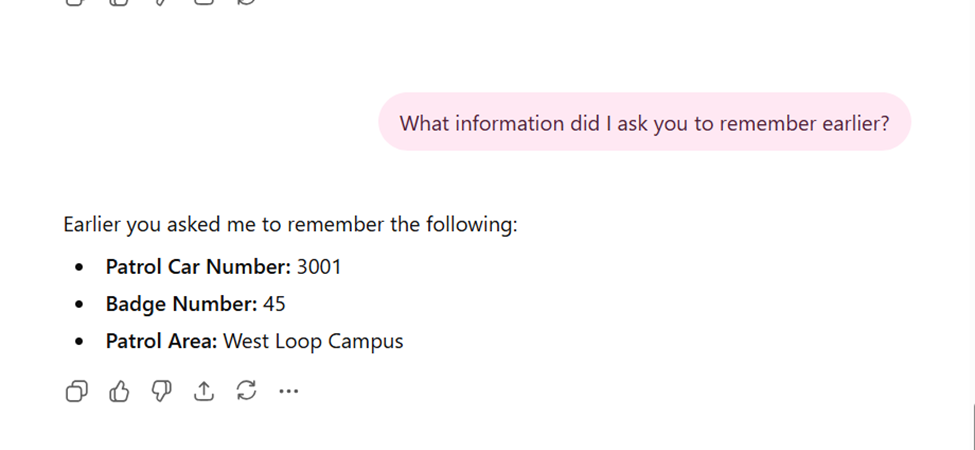 What information did I ask you to remember earlier?
Earlier you asked me to remember the following:
• Patrol Car Number: 3001
• Badge Number: 45
• Patrol Area: West Loop Campus